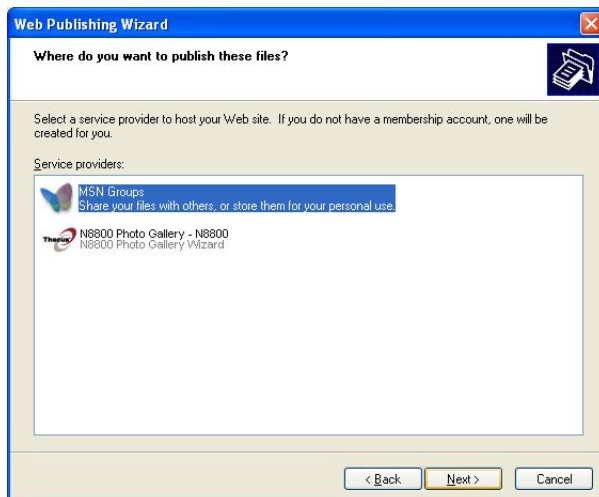 Web Publishing Wizard
Where do you want to publish these files?
Select a service provider to host your Web site. If you do not have a membership account, one will be
created for you.
Service providers:
MSN Groups
Share your files with others, or store them for your personal use.
Thecus
N8800 Photo Gallery - N8800
N8800 Photo Gallery Wizard
< Back
Next >
Cancel